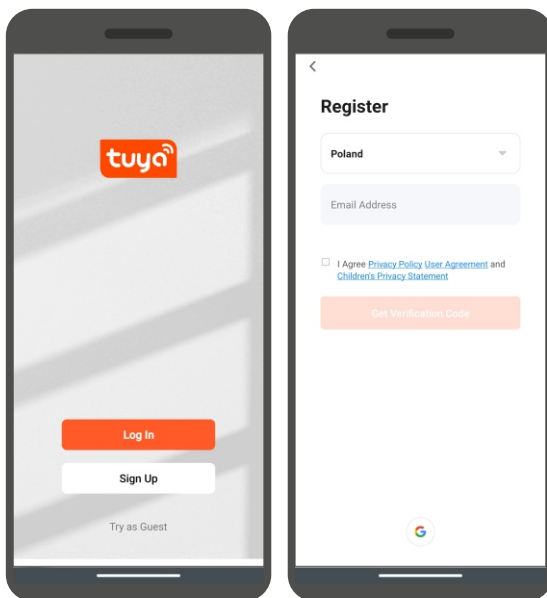 tuya
Log In
Sign Up
Try as Guest
Register
Poland
Email Address
I Agree Privacy Policy User Agreement and
Children's Privacy Statement
Get Verification Code
G